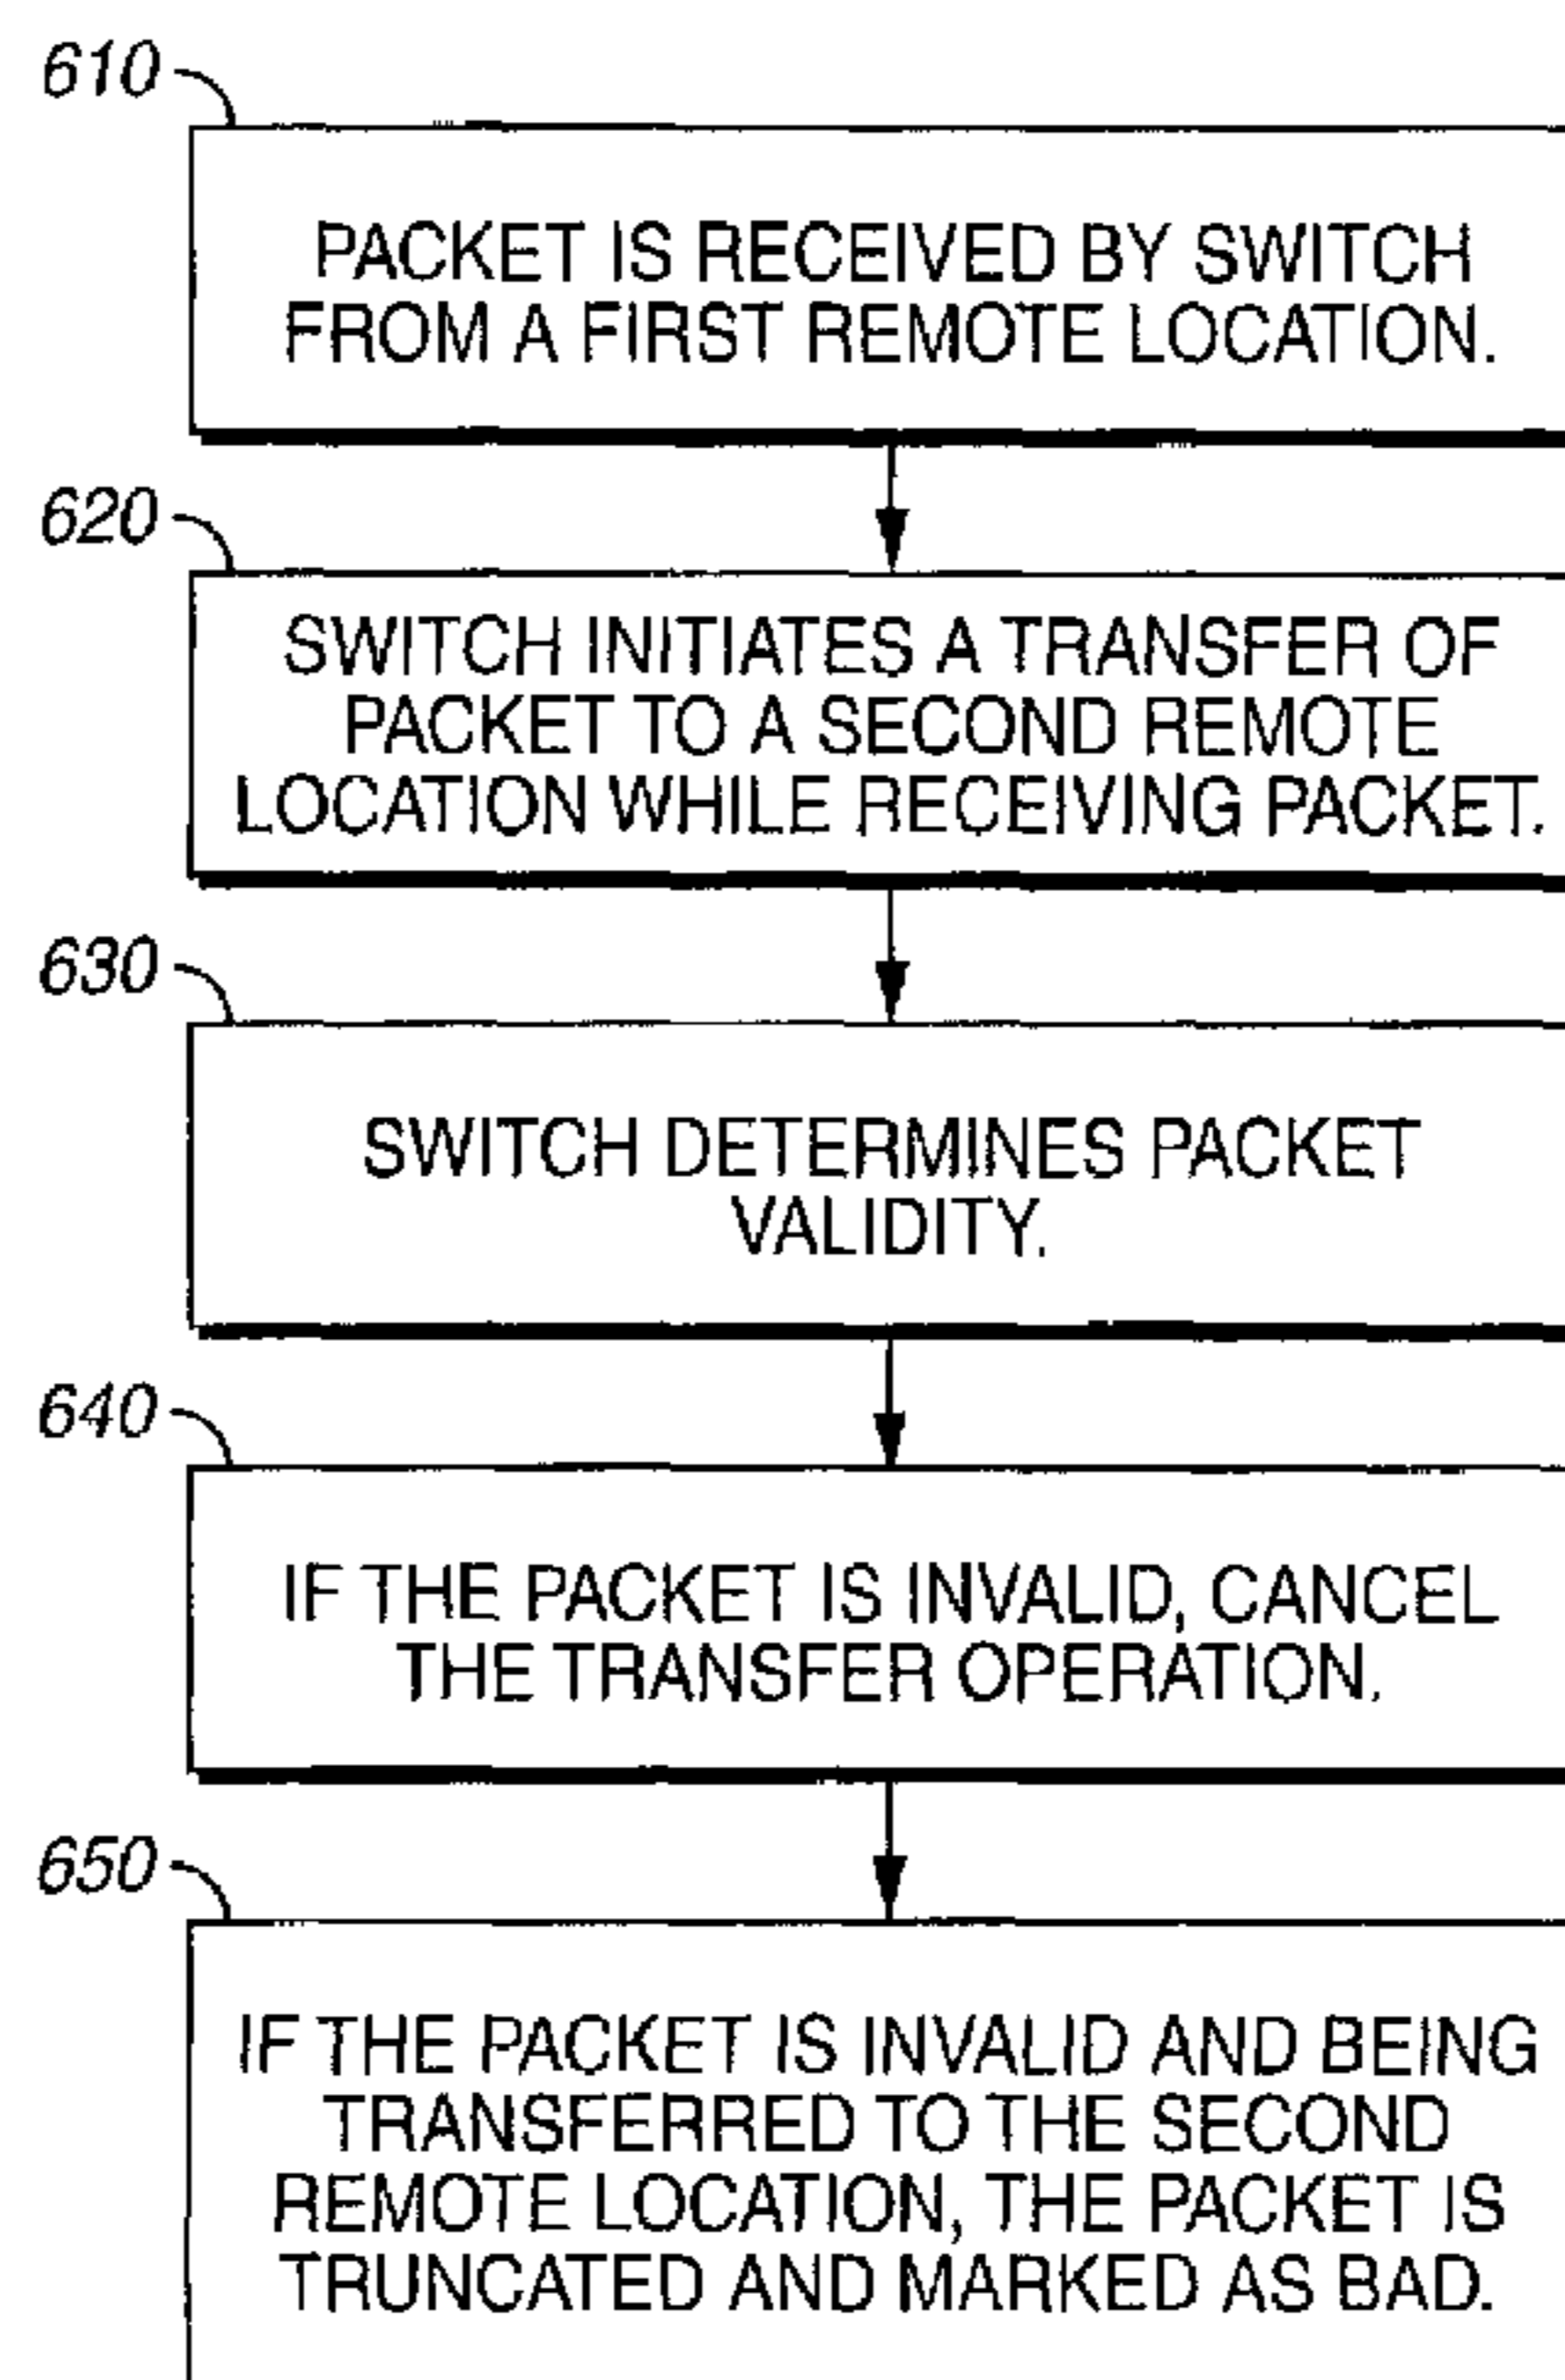 610
PACKET IS RECEIVED BY SWITCH
FROM A FIRST REMOTE LOCATION.
620
SWITCH INITIATES A TRANSFER OF
PACKET TO A SECOND REMOTE
LOCATION WHILE RECEIVING PACKET.
630
SWITCH DETERMINES PACKET
VALIDITY.
640
IF THE PACKET IS INVALID, CANCEL
THE TRANSFER OPERATION.
650
IF THE PACKET IS INVALID AND BEING
TRANSFERRED TO THE SECOND
REMOTE LOCATION, THE PACKET IS
TRUNCATED AND MARKED AS BAD.